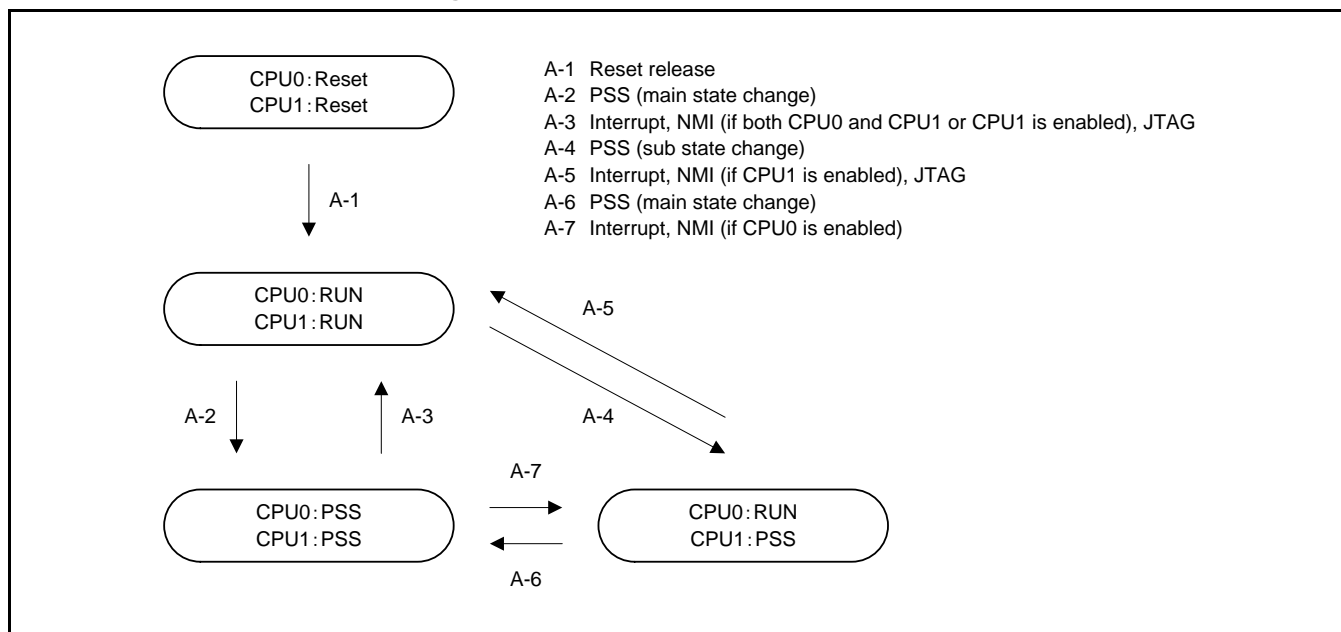 CPU0:Reset
CPU1:Reset
A-1 Reset release
A-2 PSS (main state change)
A-3 Interrupt, NMI (if both CPU0 and CPU1 or CPU1 is enabled), JTAG
A-4 PSS (sub state change)
A-5 Interrupt, NMI (if CPU1 is enabled), JTAG
A-6 PSS (main state change)
A-7 Interrupt, NMI (if CPU0 is enabled)
A-1
CPU0:RUN
CPU1:RUN
A-5
A-2
A-3
A-4
A-7
CPU0:PSS
CPU1:PSS
CPU0:RUN
CPU1:PSS
A-6